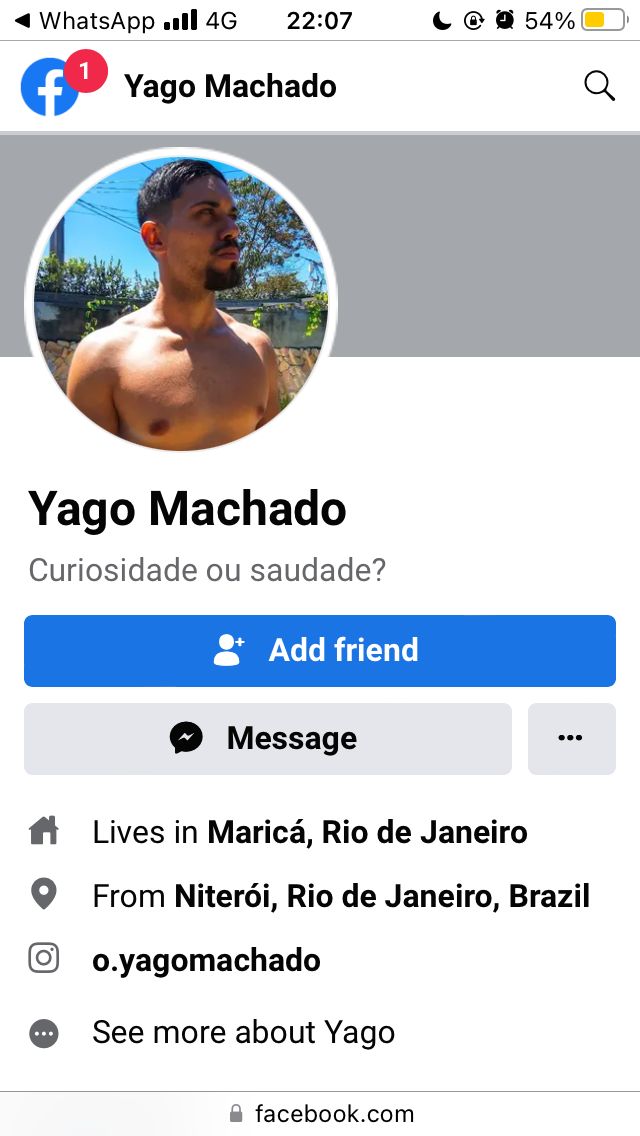 WhatsApp 4G 22:07 54%
1
Yago Machado
Yago Machado
Curiosidade ou saudade?
Add friend
Message
Lives in Maricá, Rio de Janeiro
From Niterói, Rio de Janeiro, Brazil
o.yagomachado
See more about Yago
facebook.com